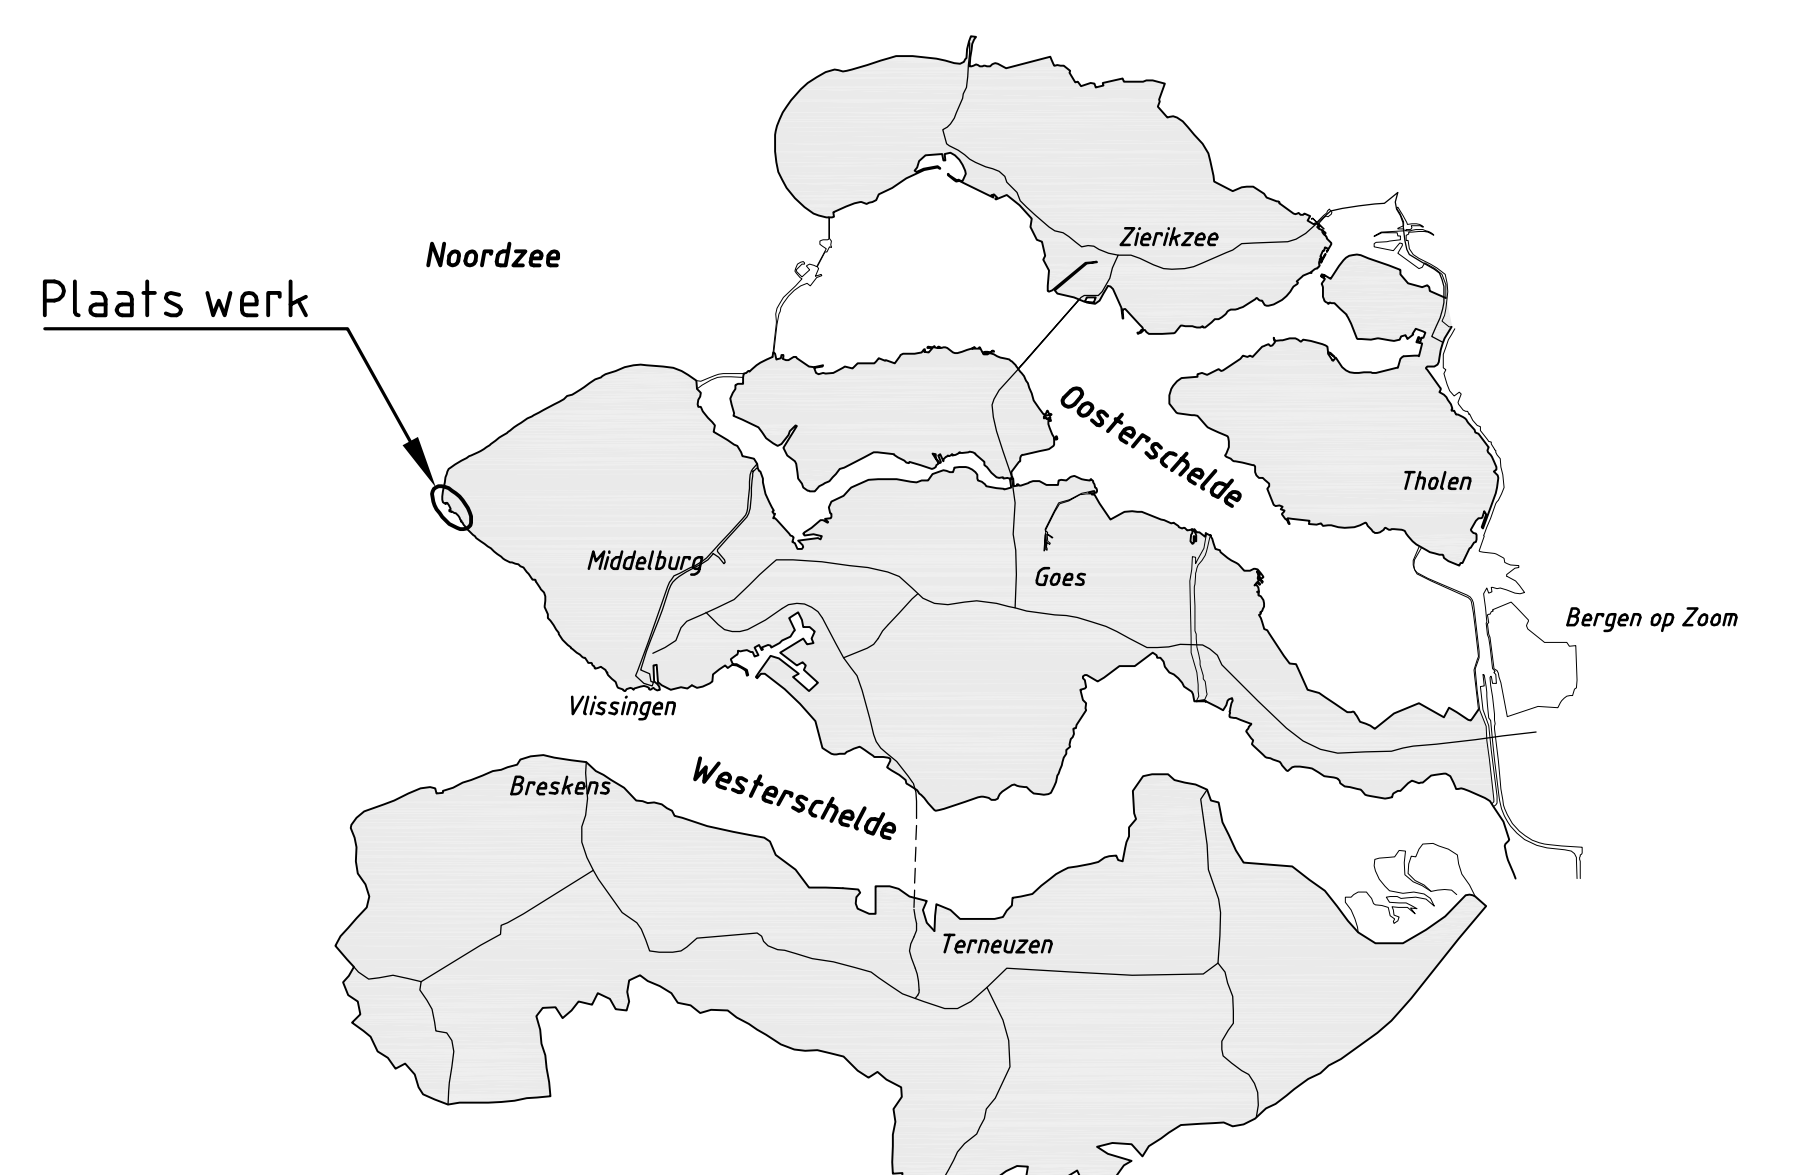 Zierikzee
Noordzee
Plaats werk
Oosterschelde
Tholen
Middelburg
Goes
Bergen op Zoom
Vlissingen
Breskens
Westerschelde
Terneuzen